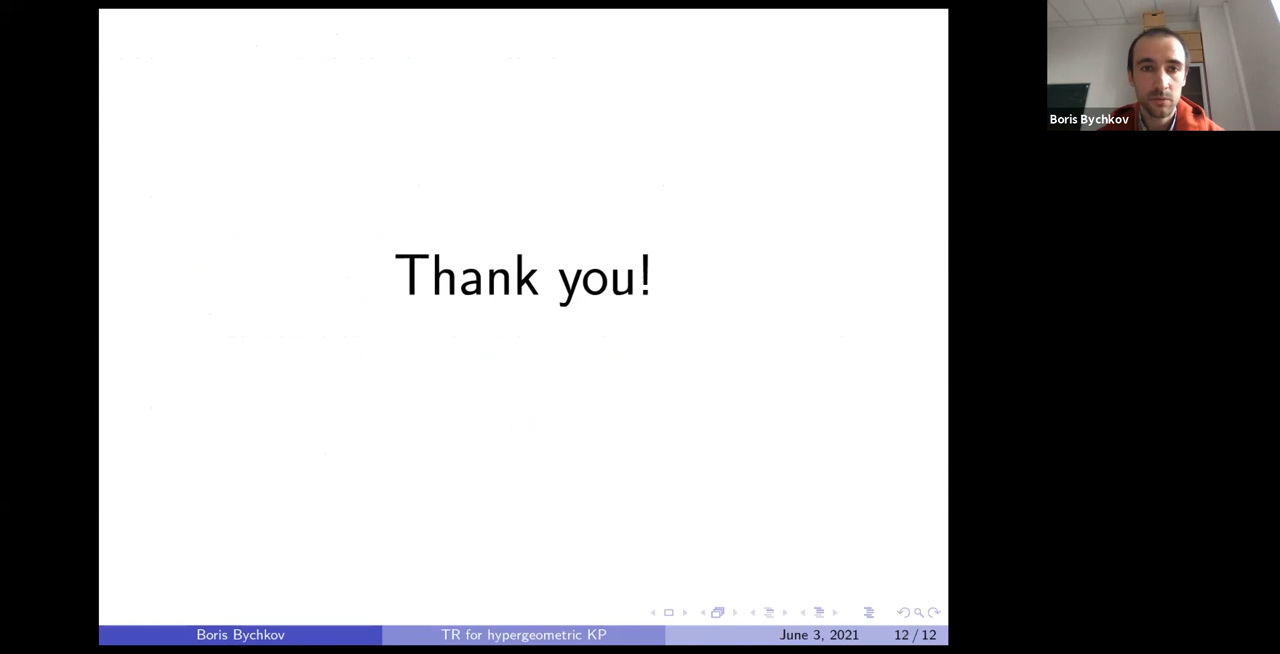 Boris Bychkov
Thank you!
Boris Bychkov TR for hypergeometric KP June 3, 2021 12 / 12